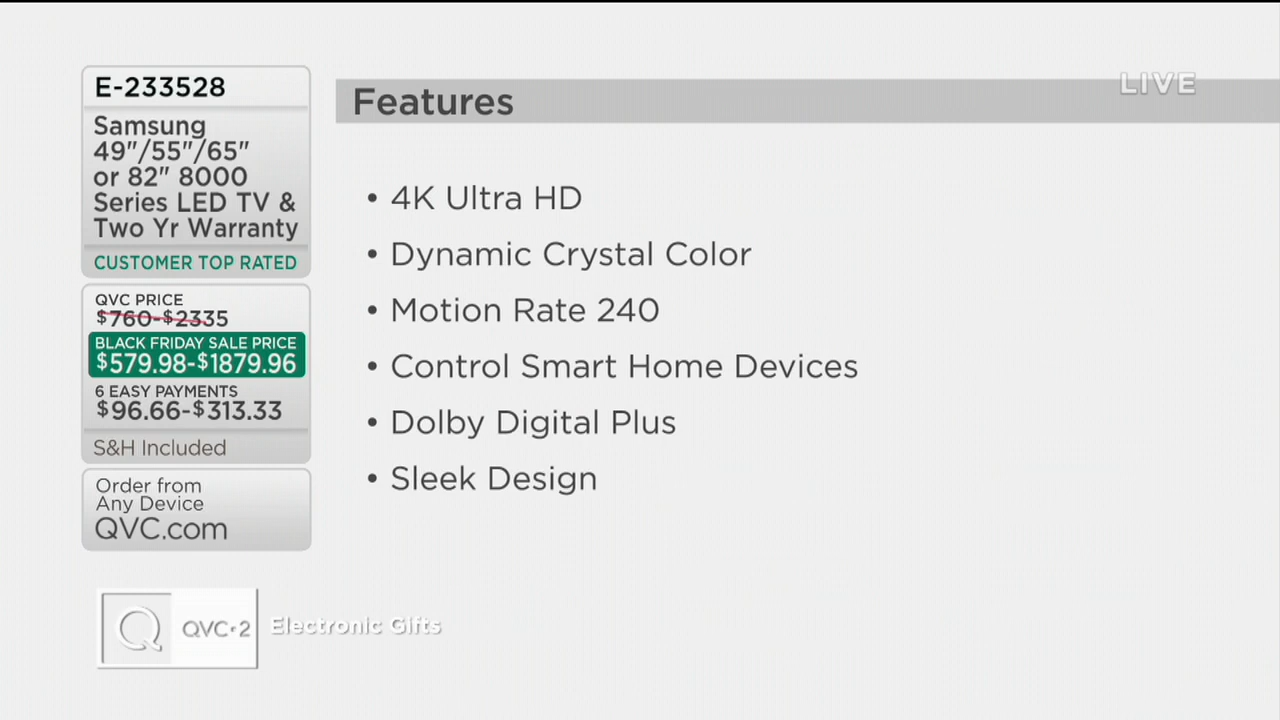 E-233528
Samsung
49"/55"/65"
or 82" 8000
Series LED TV &
Two Yr Warranty
CUSTOMER TOP RATED
QVC PRICE
$760-$2335
BLACK FRIDAY SALE PRICE
$579.98-$1879.96
6 EASY PAYMENTS
$96.66-$313.33
S&H Included
Order from
Any Device
QVC.com
LIVE
Features
• 4K Ultra HD
• Dynamic Crystal Color
• Motion Rate 240
• Control Smart Home Devices
• Dolby Digital Plus
• Sleek Design
Q QVC•2 Electronic Gifts